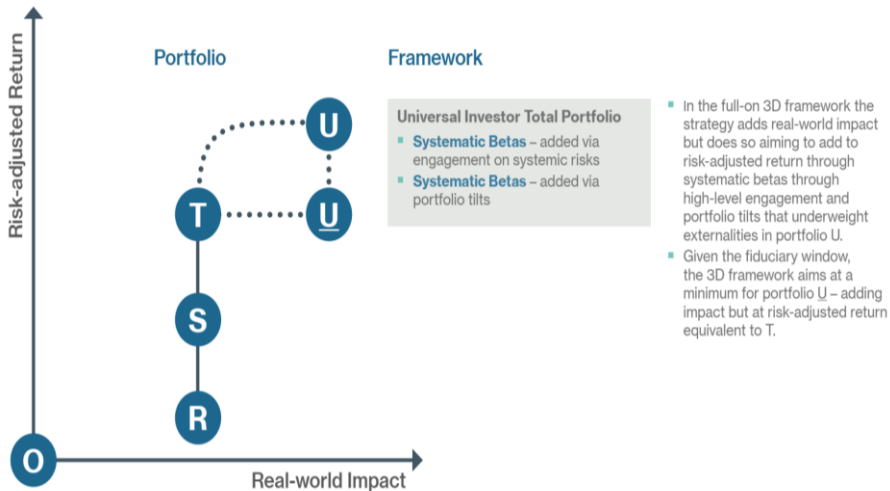 Risk-adjusted Return
Portfolio
Framework
U
T
U
S
R
O
Real-world Impact
Universal Investor Total Portfolio
Systematic Betas – added via
engagement on systemic risks
Systematic Betas – added via
portfolio tilts
In the full-on 3D framework the
strategy adds real-world impact
but does so aiming to add to
risk-adjusted return through
systematic betas through
high-level engagement and
portfolio tilts that underweight
externalities in portfolio U.
Given the fiduciary window,
the 3D framework aims at a
minimum for portfolio U – adding
impact but at risk-adjusted return
equivalent to T.